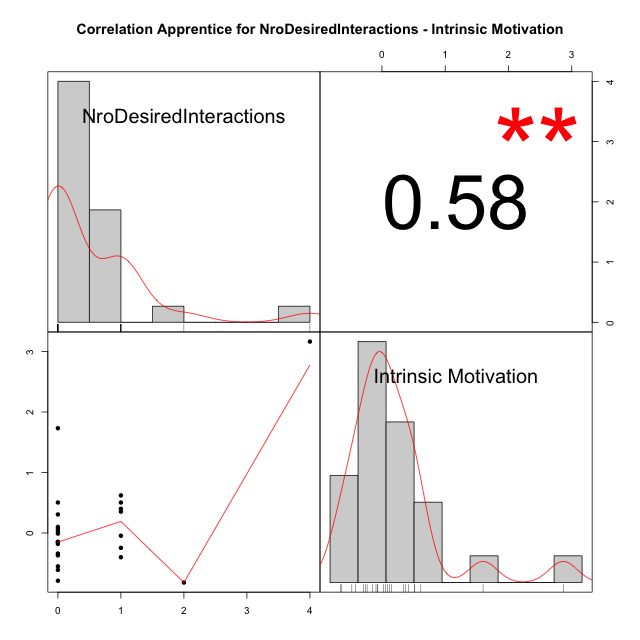 Correlation Apprentice for NroDesiredInteractions - Intrinsic Motivation
0 1 2 3
NroDesiredInteractions
**
0.58
0 1 2 3 4
Intrinsic Motivation
0 1 2 3
0 1 2 3 4